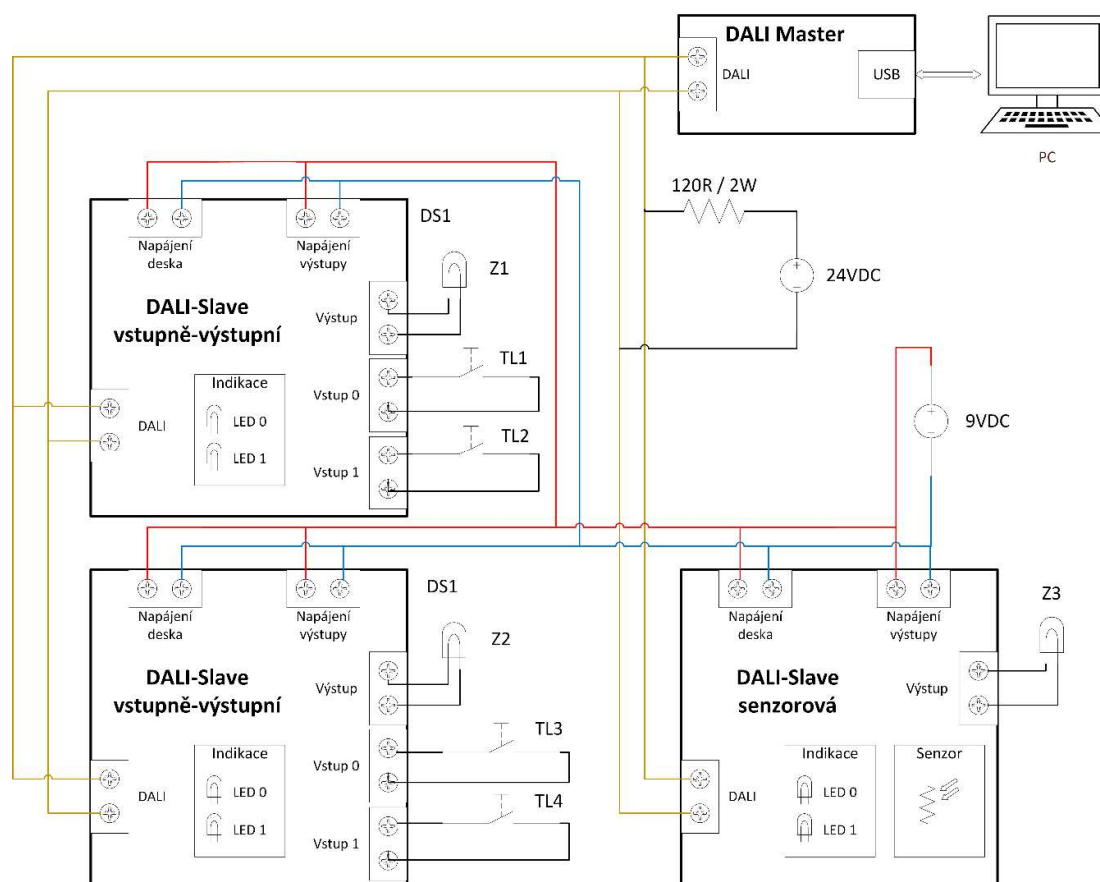 DALI Master
DALI
USB
PC
120R / 2W
24VDC
9VDC
DS1
Napájení
deska
Napájení
výstupy
DALI-Slave
vstupně-výstupní
Výstup
Z1
Indikace
LED 0
LED 1
DALI
Vstup 0
TL1
Vstup 1
TL2
DS1
Napájení
deska
Napájení
výstupy
DALI-Slave
vstupně-výstupní
Výstup
Z2
Indikace
LED 0
LED 1
DALI
Vstup 0
TL3
Vstup 1
TL4
Napájení
deska
Napájení
výstupy
Z3
DALI-Slave
senzorová
Výstup
Indikace
LED 0
LED 1
Senzor
DALI